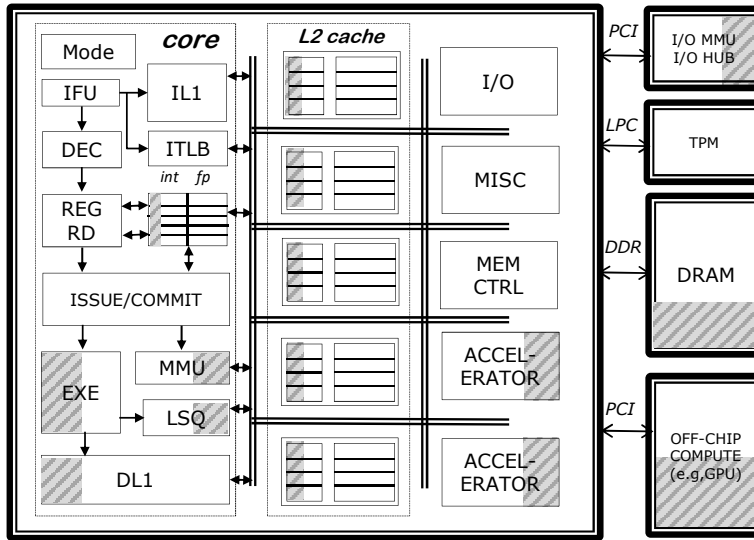 core
L2 cache
Mode
IFU
IL1
DEC
ITLB
int fp
REG
RD
ISSUE/COMMIT
EXE
MMU
LSQ
DL1
I/O
MISC
MEM
CTRL
ACCEL-
ERATOR
ACCEL-
ERATOR
PCI
I/O MMU
I/O HUB
LPC
TPM
DDR
DRAM
PCI
OFF-CHIP
COMPUTE
(e.g,GPU)